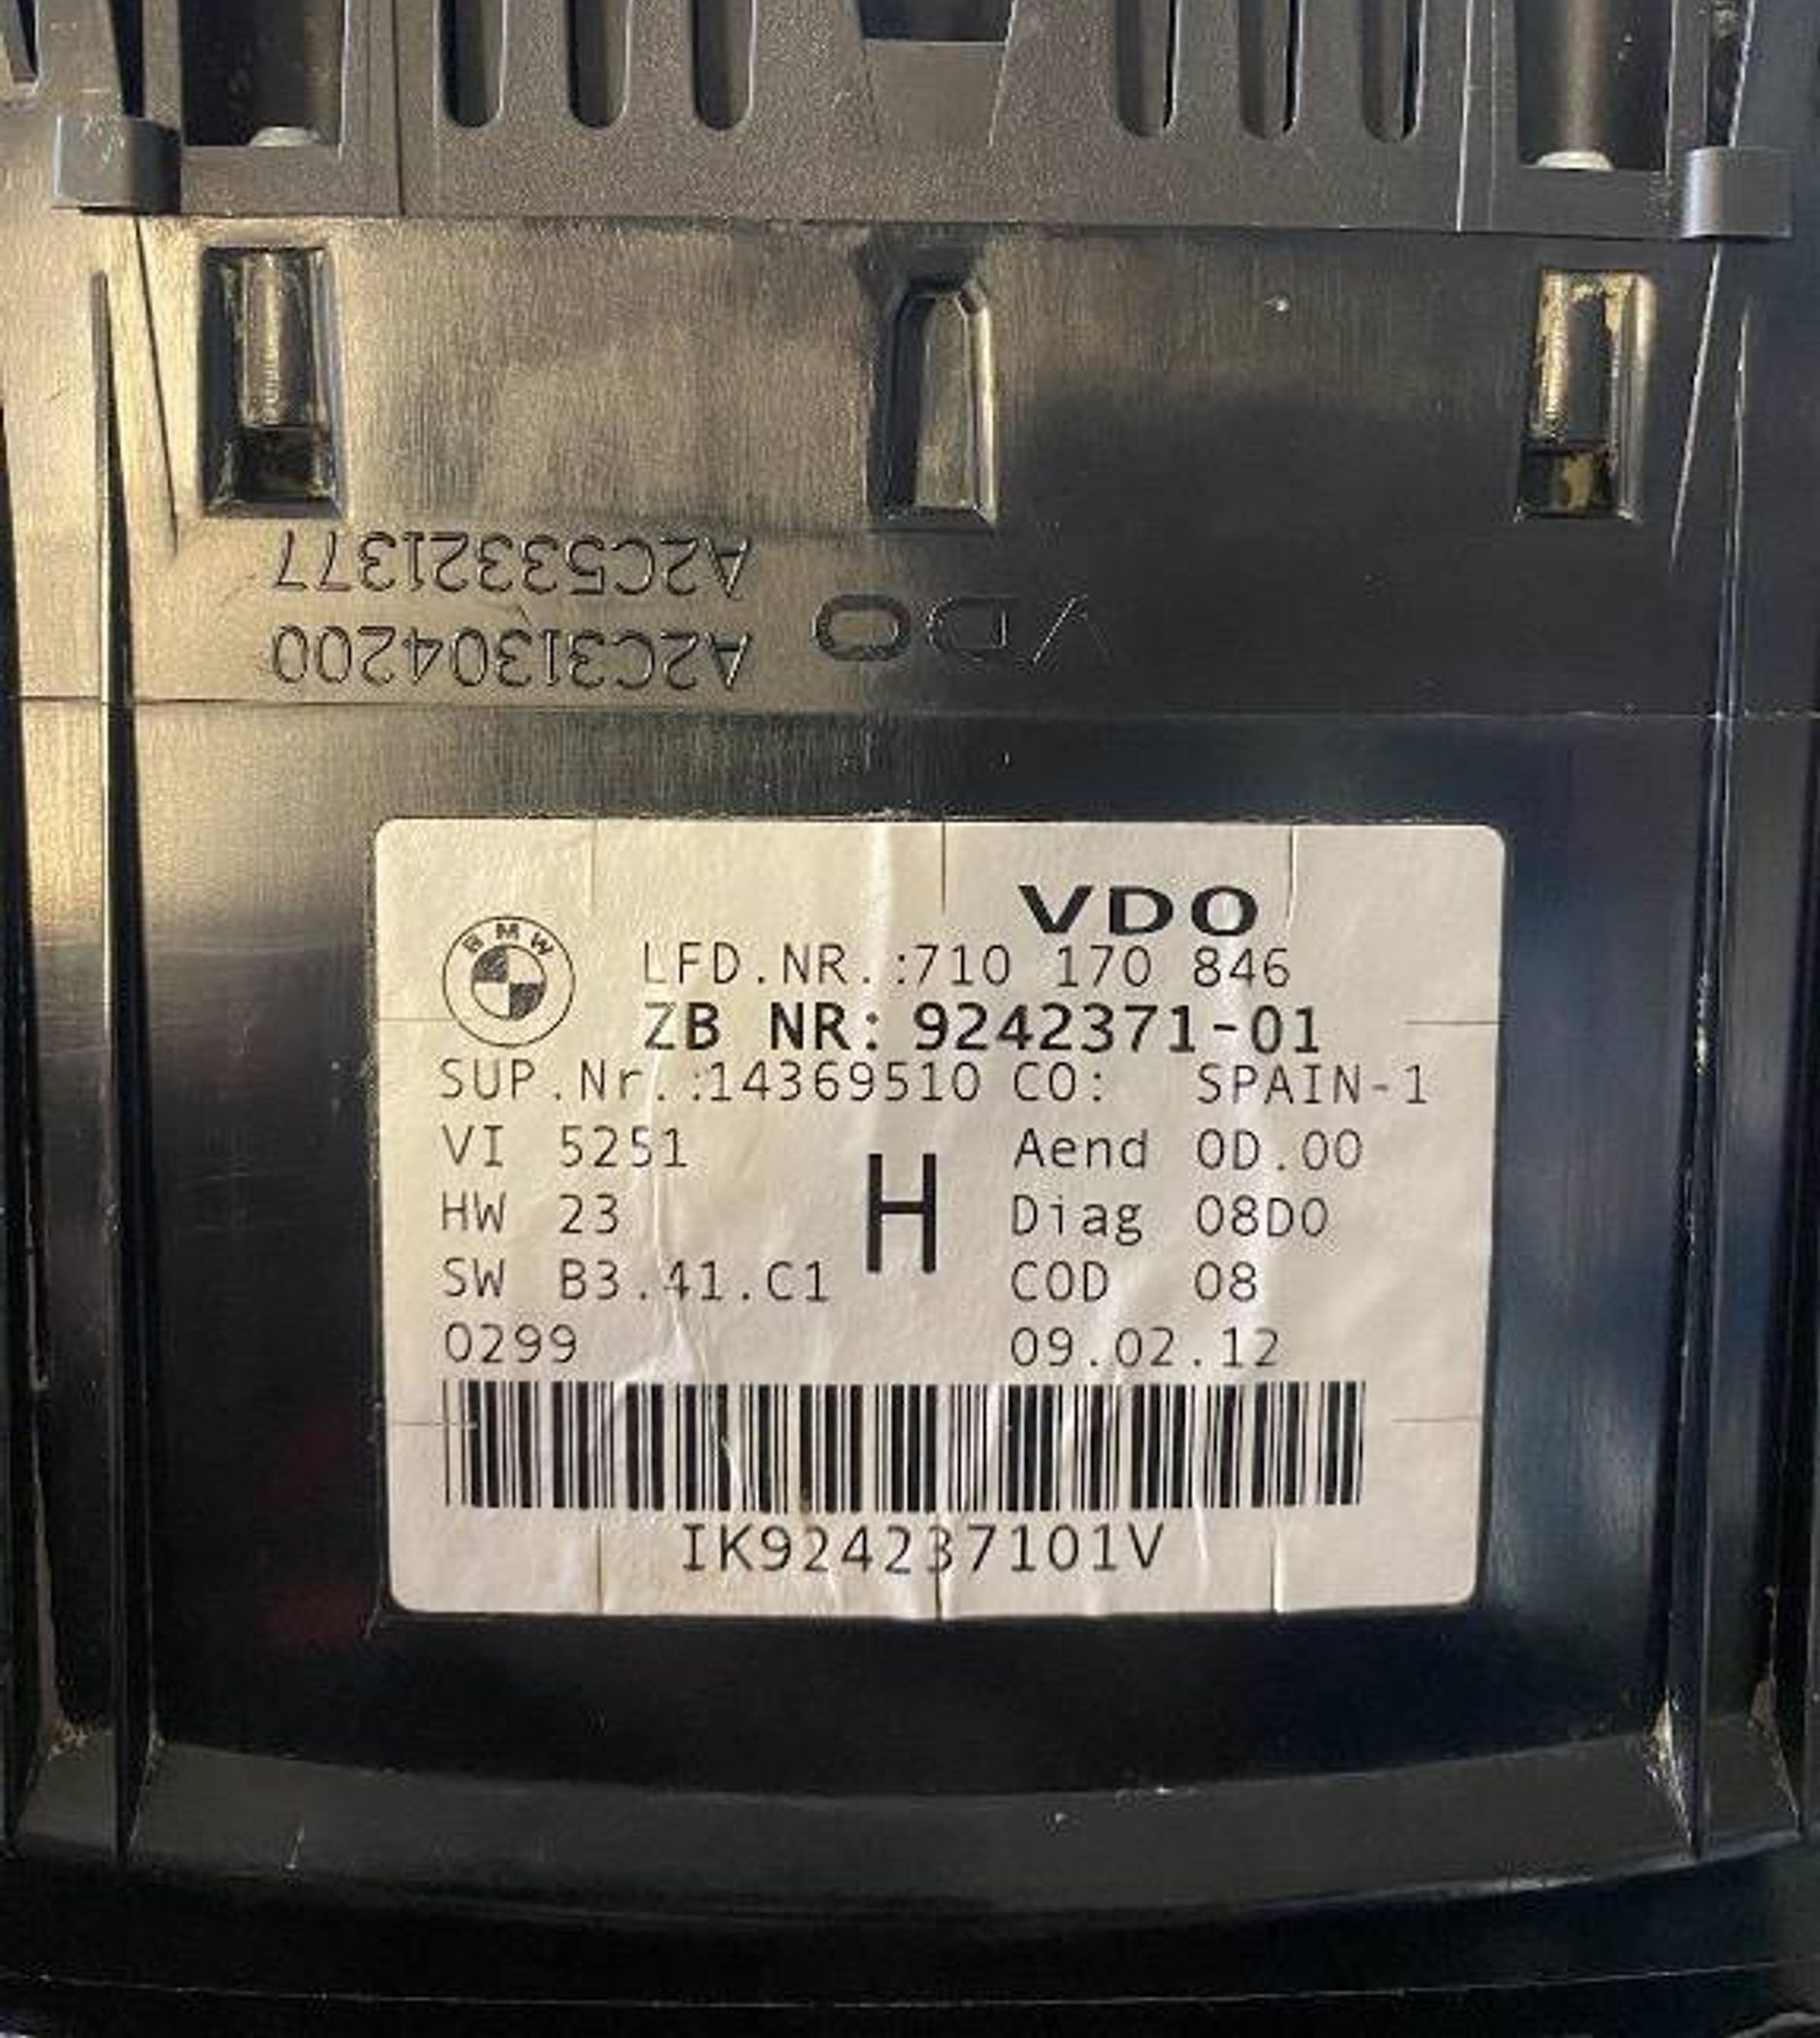 A2C53321377
A2C31304200
VDO
VDO
BMW
LFD.NR.:710 170 846
ZB NR: 9242371-01
SUP.Nr.:14369510 CO: SPAIN-1
VI 5251 Aend 0D.00
HW 23 H Diag 08D0
SW B3.41.C1 COD 08
0299 09.02.12
IK924237101V